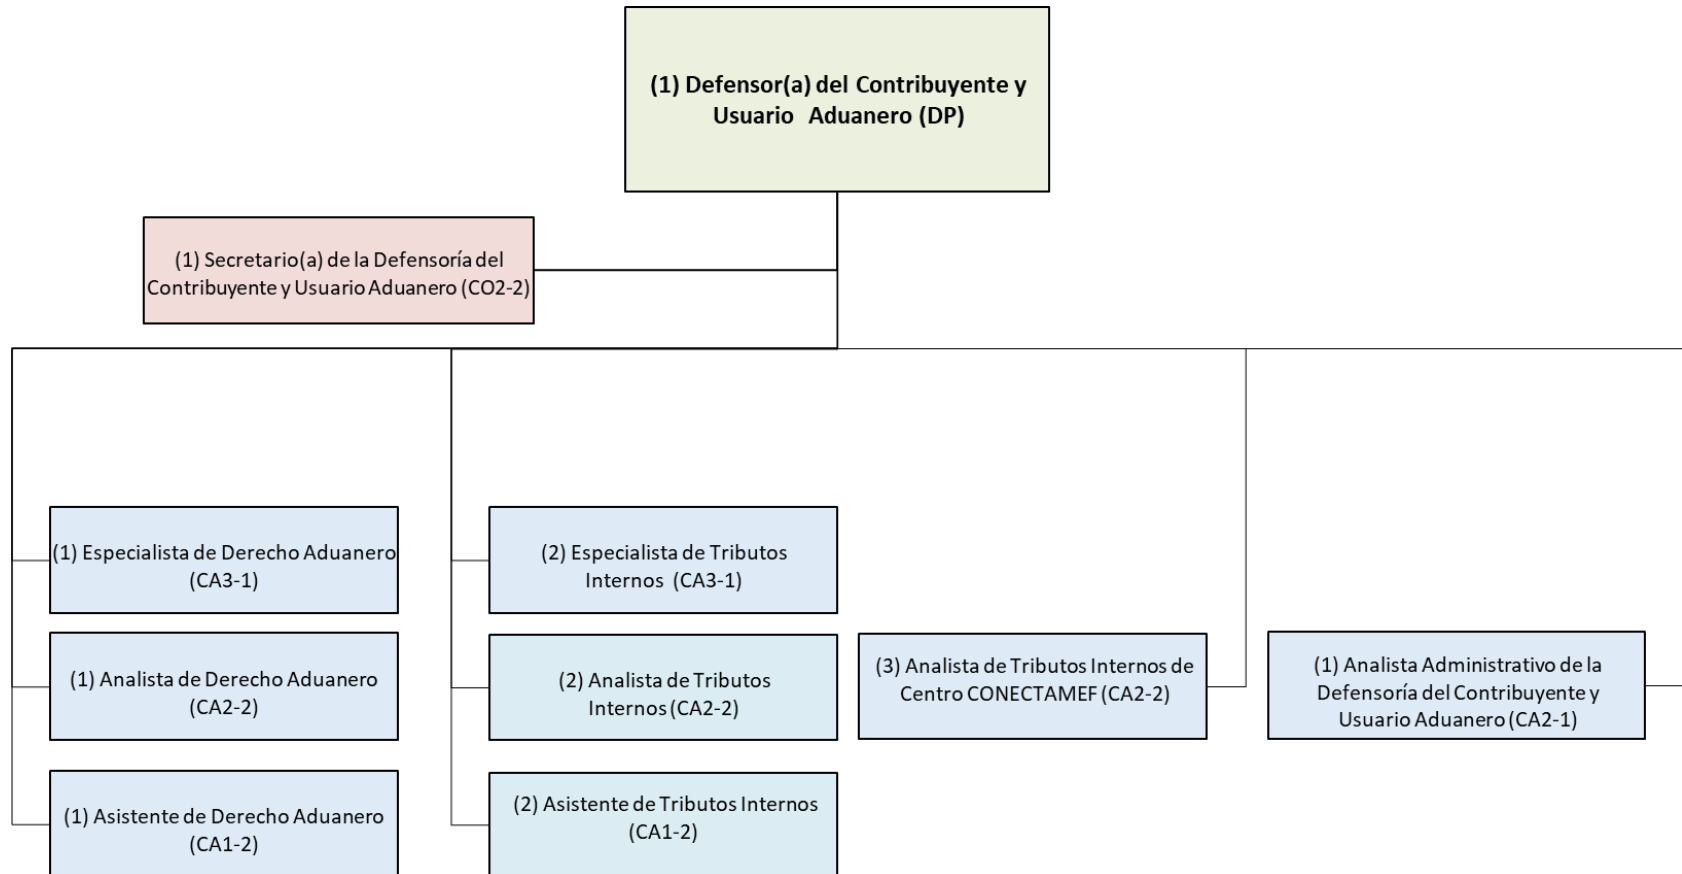 (1) Defensor(a) del Contribuyente y
Usuario Aduanero (DP)
(1) Secretario(a) de la Defensoría del
Contribuyente y Usuario Aduanero (CO2-2)
(1) Especialista de Derecho Aduanero
(CA3-1)
(2) Especialista de Tributos
Internos (CA3-1)
(1) Analista de Derecho Aduanero
(CA2-2)
(2) Analista de Tributos
Internos (CA2-2)
(3) Analista de Tributos Internos de
Centro CONECTAMEF (CA2-2)
(1) Analista Administrativo de la
Defensoría del Contribuyente y
Usuario Aduanero (CA2-1)
(1) Asistente de Derecho Aduanero
(CA1-2)
(2) Asistente de Tributos Internos
(CA1-2)